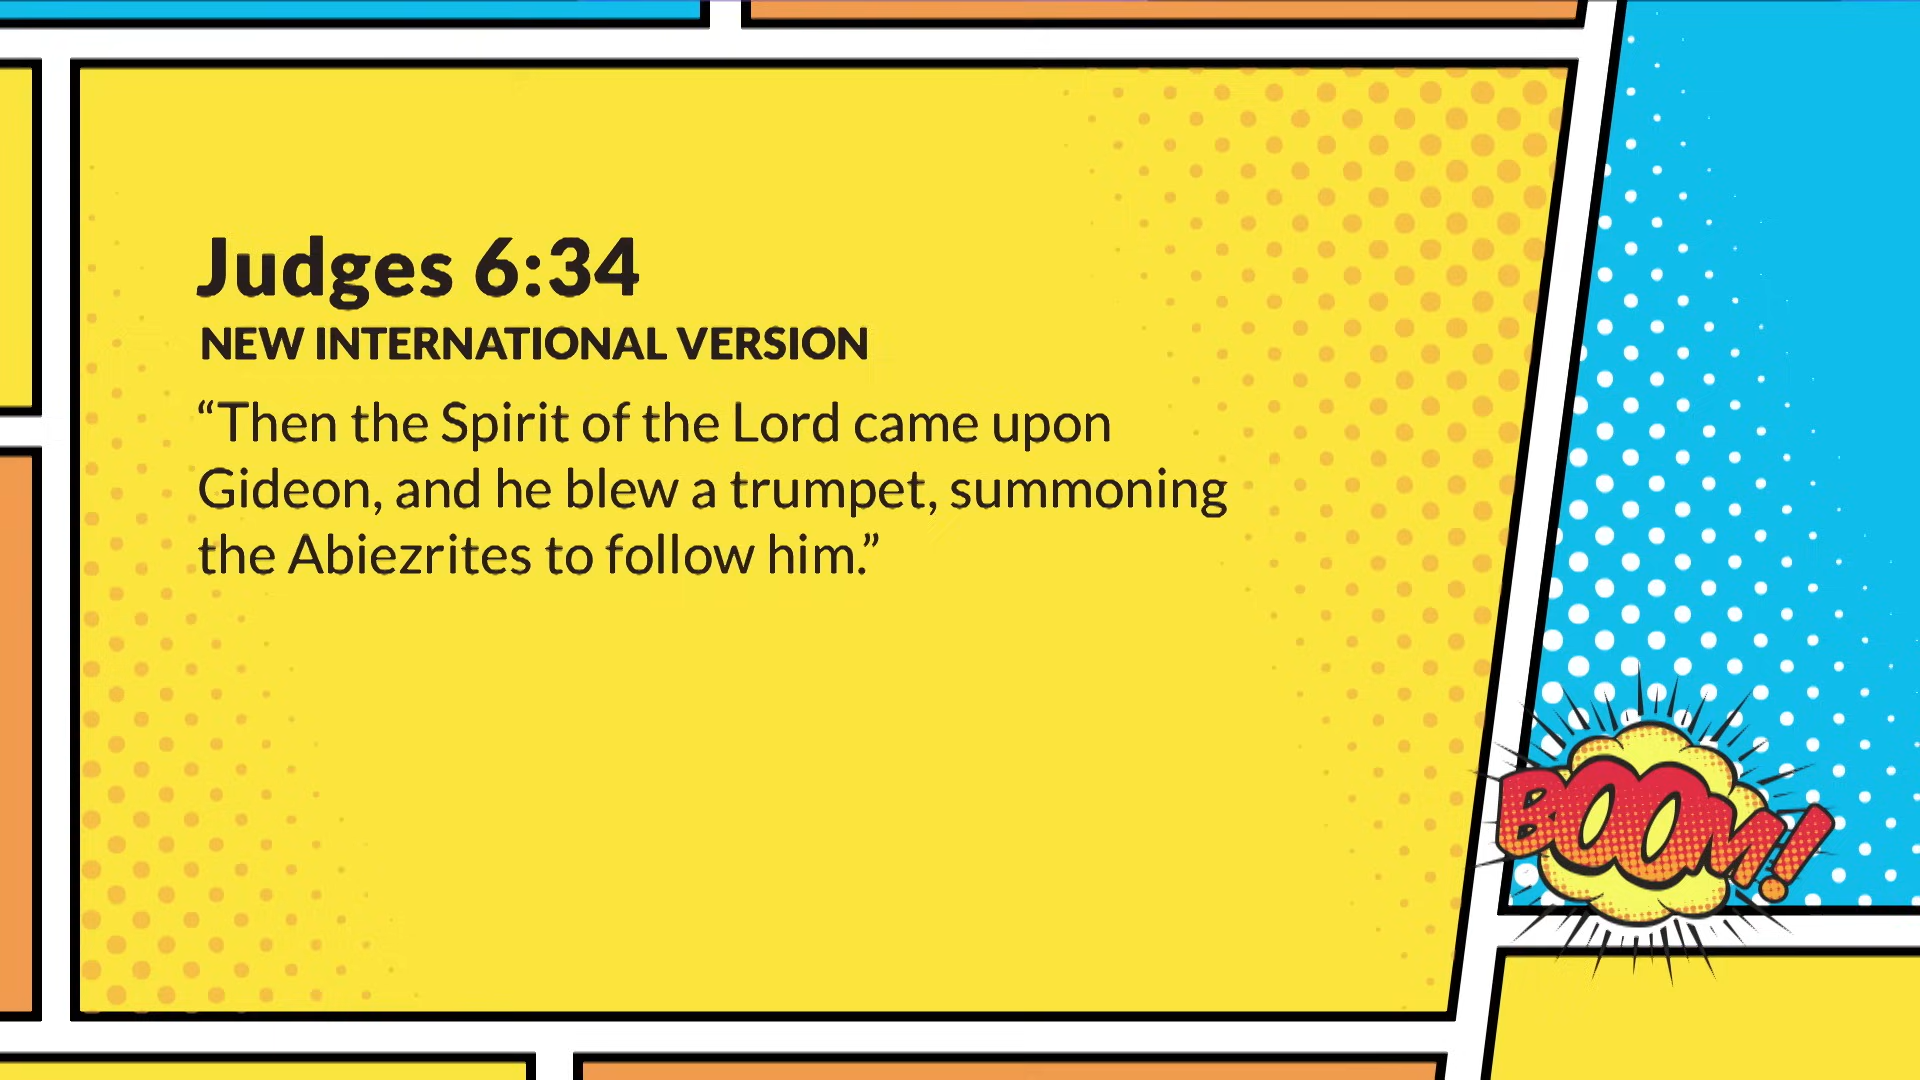 Judges 6:34
NEW INTERNATIONAL VERSION
“Then the Spirit of the Lord came upon
Gideon, and he blew a trumpet, summoning
the Abiezrites to follow him.”
BOOM!